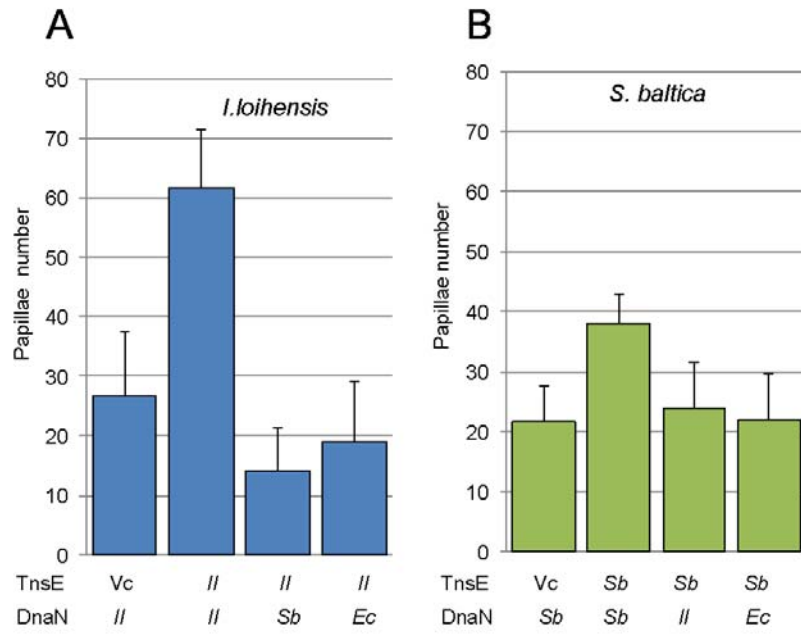 A
80
70
60
50
40
30
20
10
0
Papillae number
I.loihensis
TnsE Vc Il Il Il
DnaN Il Il Sb Ec
B
80
70
60
50
40
30
20
10
0
Papillae number
S. baltica
TnsE Vc Sb Sb Sb
DnaN Sb Sb Il Ec